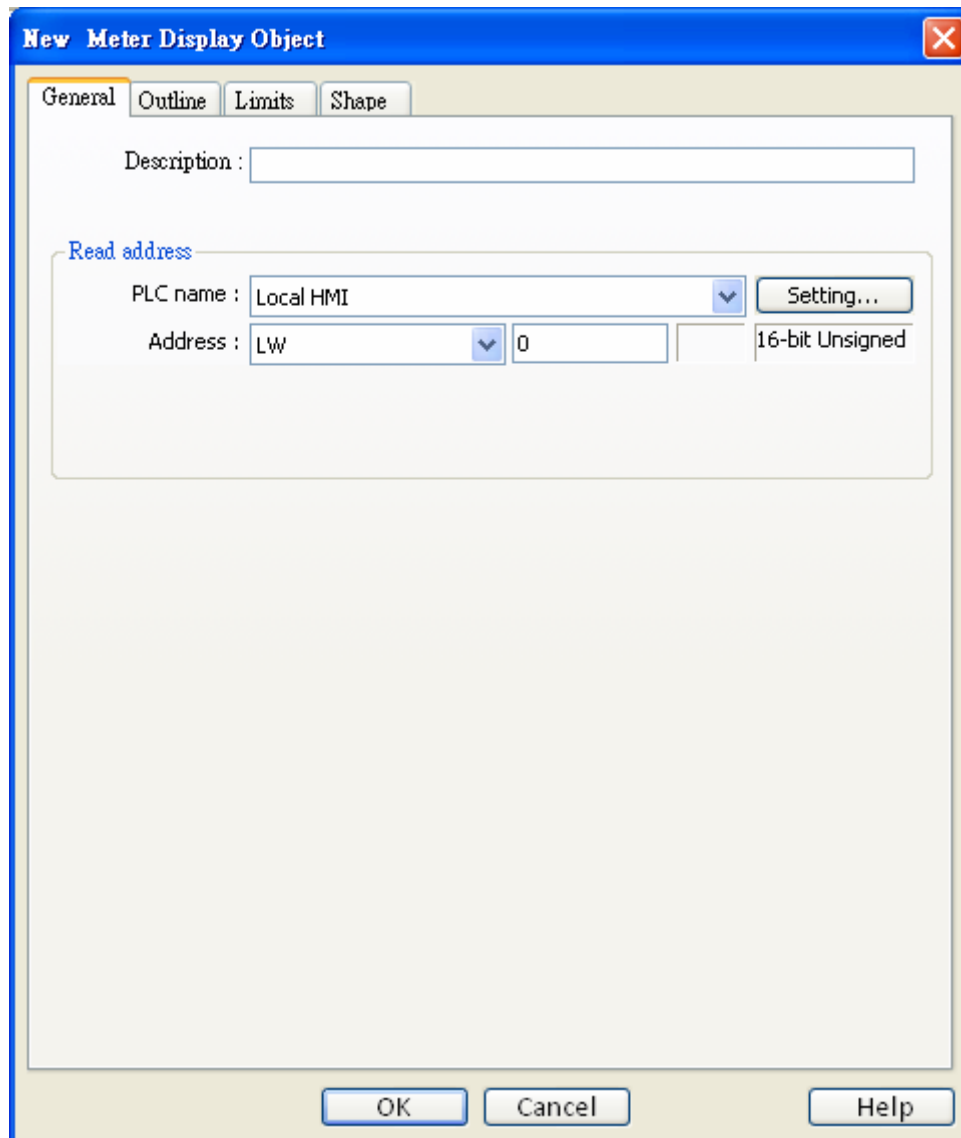 New Meter Display Object
General Outline Limits Shape
Description :
Read address
PLC name : Local HMI Setting...
Address : LW 0 16-bit Unsigned
OK Cancel Help